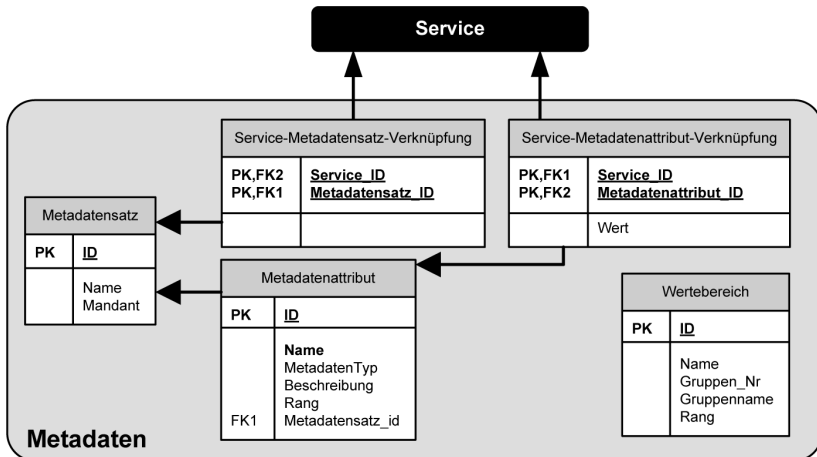 Service
Service-Metadatensatz-Verknüpfung
PK,FK2 Service_ID
PK,FK1 Metadatensatz_ID
Service-Metadatenattribut-Verknüpfung
PK,FK1 Service_ID
PK,FK2 Metadatenattribut_ID
Wert
Metadatensatz
PK ID
Name
Mandant
Metadatenattribut
PK ID
Name
MetadatenTyp
Beschreibung
Rang
FK1 Metadatensatz_id
Wertebereich
PK ID
Name
Gruppen_Nr
Gruppenname
Rang
Metadaten